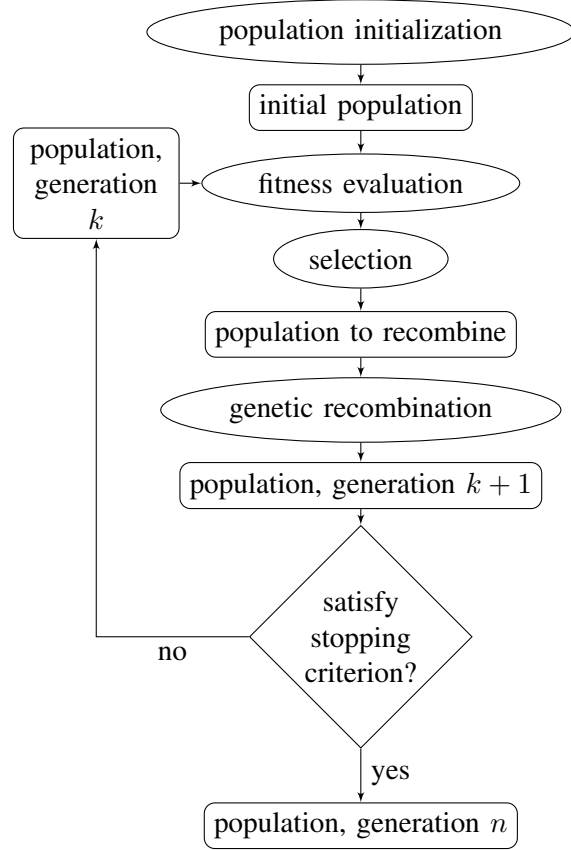 population initialization
initial population
population,
generation
k
fitness evaluation
selection
population to recombine
genetic recombination
population, generation k + 1
satisfy
stopping
criterion?
no
yes
population, generation n